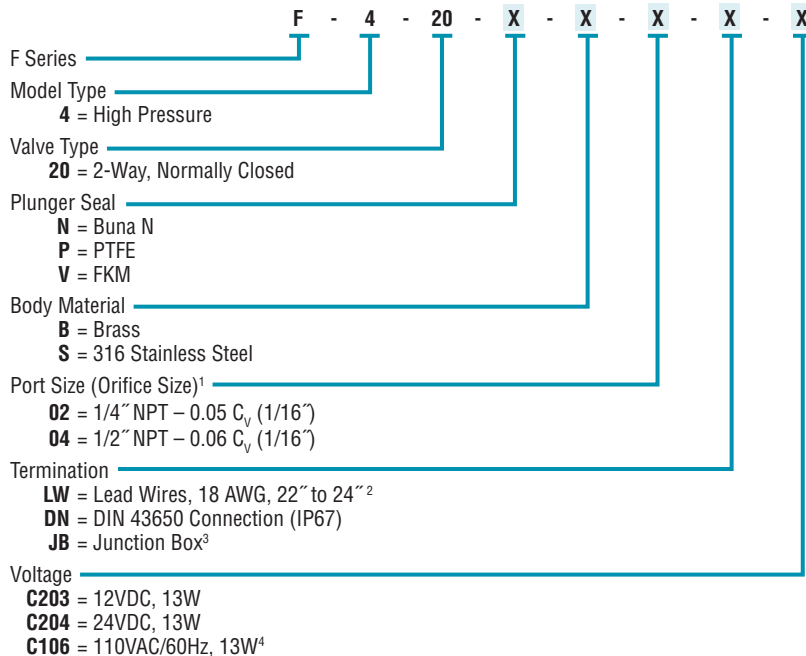 F - 4 - 20 - X - X - X - X - X
F Series
Model Type
4 = High Pressure
Valve Type
20 = 2-Way, Normally Closed
Plunger Seal
N = Buna N
P = PTFE
V = FKM
Body Material
B = Brass
S = 316 Stainless Steel
Port Size (Orifice Size)¹
02 = 1/4˝ NPT – 0.05 Cᵥ (1/16˝)
04 = 1/2˝ NPT – 0.06 Cᵥ (1/16˝)
Termination
LW = Lead Wires, 18 AWG, 22˝ to 24˝ ²
DN = DIN 43650 Connection (IP67)
JB = Junction Box³
Voltage
C203 = 12VDC, 13W
C204 = 24VDC, 13W
C106 = 110VAC/60Hz, 13W⁴